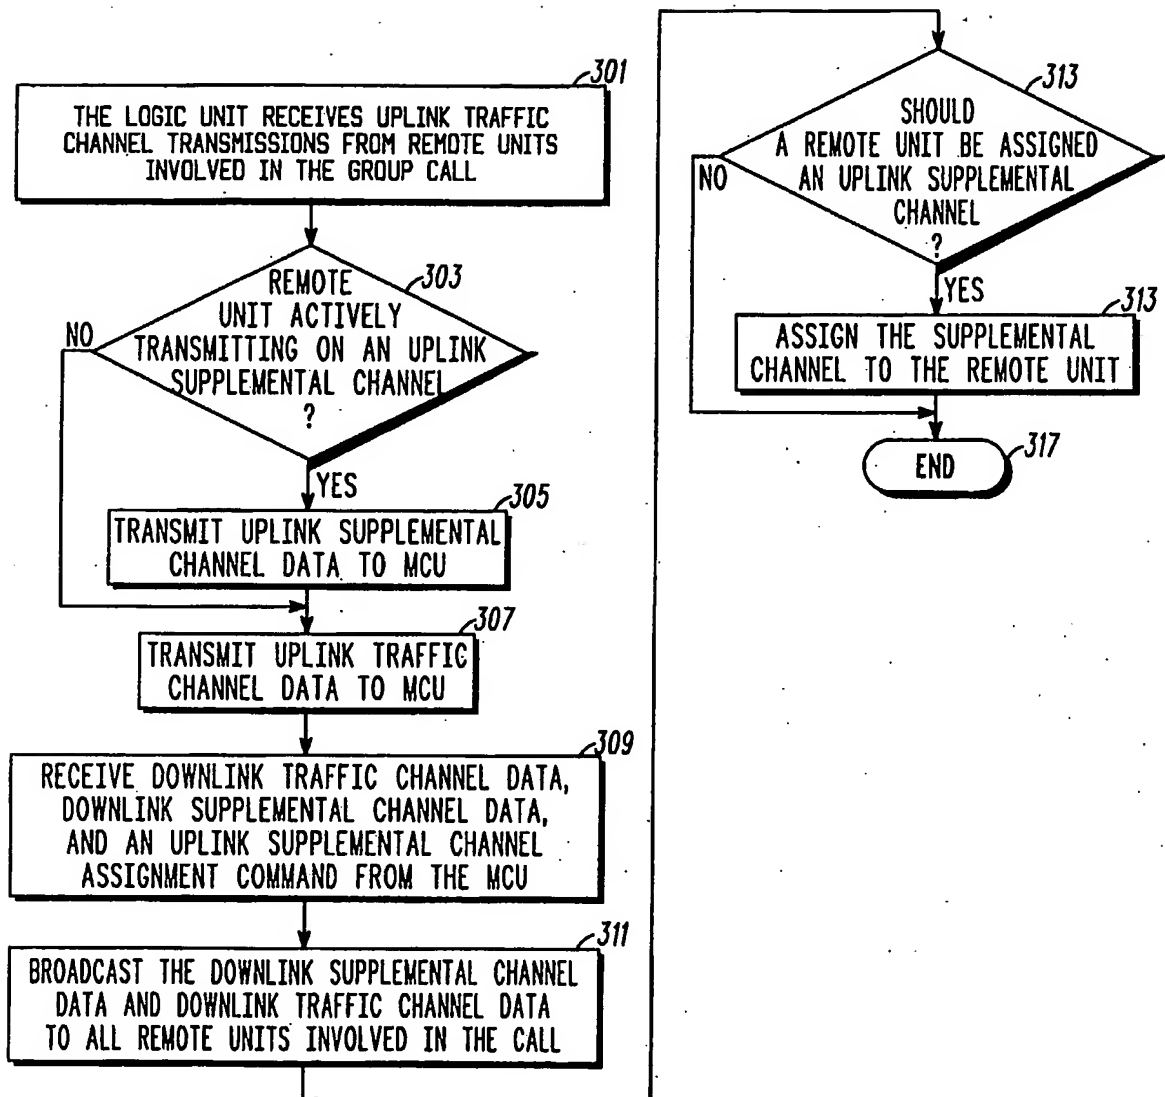 301
THE LOGIC UNIT RECEIVES UPLINK TRAFFIC
CHANNEL TRANSMISSIONS FROM REMOTE UNITS
INVOLVED IN THE GROUP CALL
303
REMOTE
UNIT ACTIVELY
TRANSMITTING ON AN UPLINK
SUPPLEMENTAL CHANNEL
?
NO
YES
305
TRANSMIT UPLINK SUPPLEMENTAL
CHANNEL DATA TO MCU
307
TRANSMIT UPLINK TRAFFIC
CHANNEL DATA TO MCU
309
RECEIVE DOWNLINK TRAFFIC CHANNEL DATA,
DOWNLINK SUPPLEMENTAL CHANNEL DATA,
AND AN UPLINK SUPPLEMENTAL CHANNEL
ASSIGNMENT COMMAND FROM THE MCU
311
BROADCAST THE DOWNLINK SUPPLEMENTAL CHANNEL
DATA AND DOWNLINK TRAFFIC CHANNEL DATA
TO ALL REMOTE UNITS INVOLVED IN THE CALL
313
SHOULD
A REMOTE UNIT BE ASSIGNED
AN UPLINK SUPPLEMENTAL
CHANNEL
?
NO
YES
313
ASSIGN THE SUPPLEMENTAL
CHANNEL TO THE REMOTE UNIT
END
317